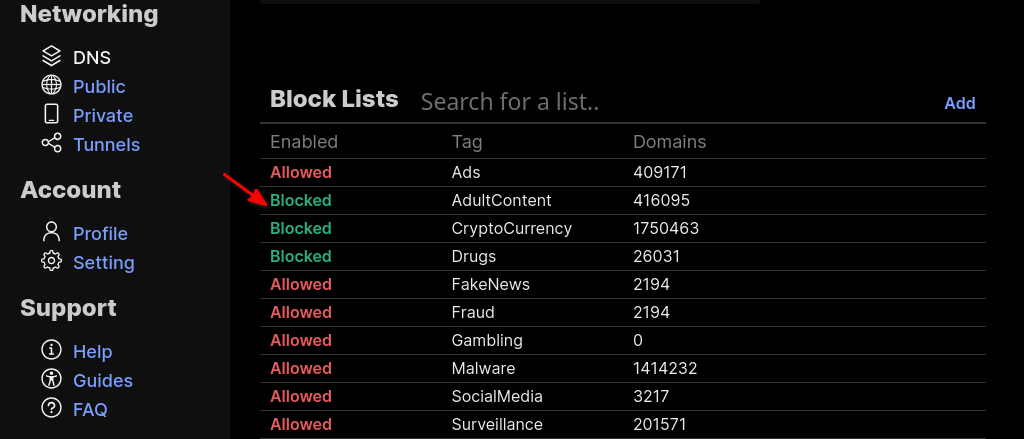 Networking
DNS
Public
Private
Tunnels
Account
Profile
Setting
Support
Help
Guides
FAQ
Block Lists Search for a list.. Add
Enabled Tag Domains
Allowed Ads 409171
Blocked AdultContent 416095
Blocked CryptoCurrency 1750463
Blocked Drugs 26031
Allowed FakeNews 2194
Allowed Fraud 2194
Allowed Gambling 0
Allowed Malware 1414232
Allowed SocialMedia 3217
Allowed Surveillance 201571